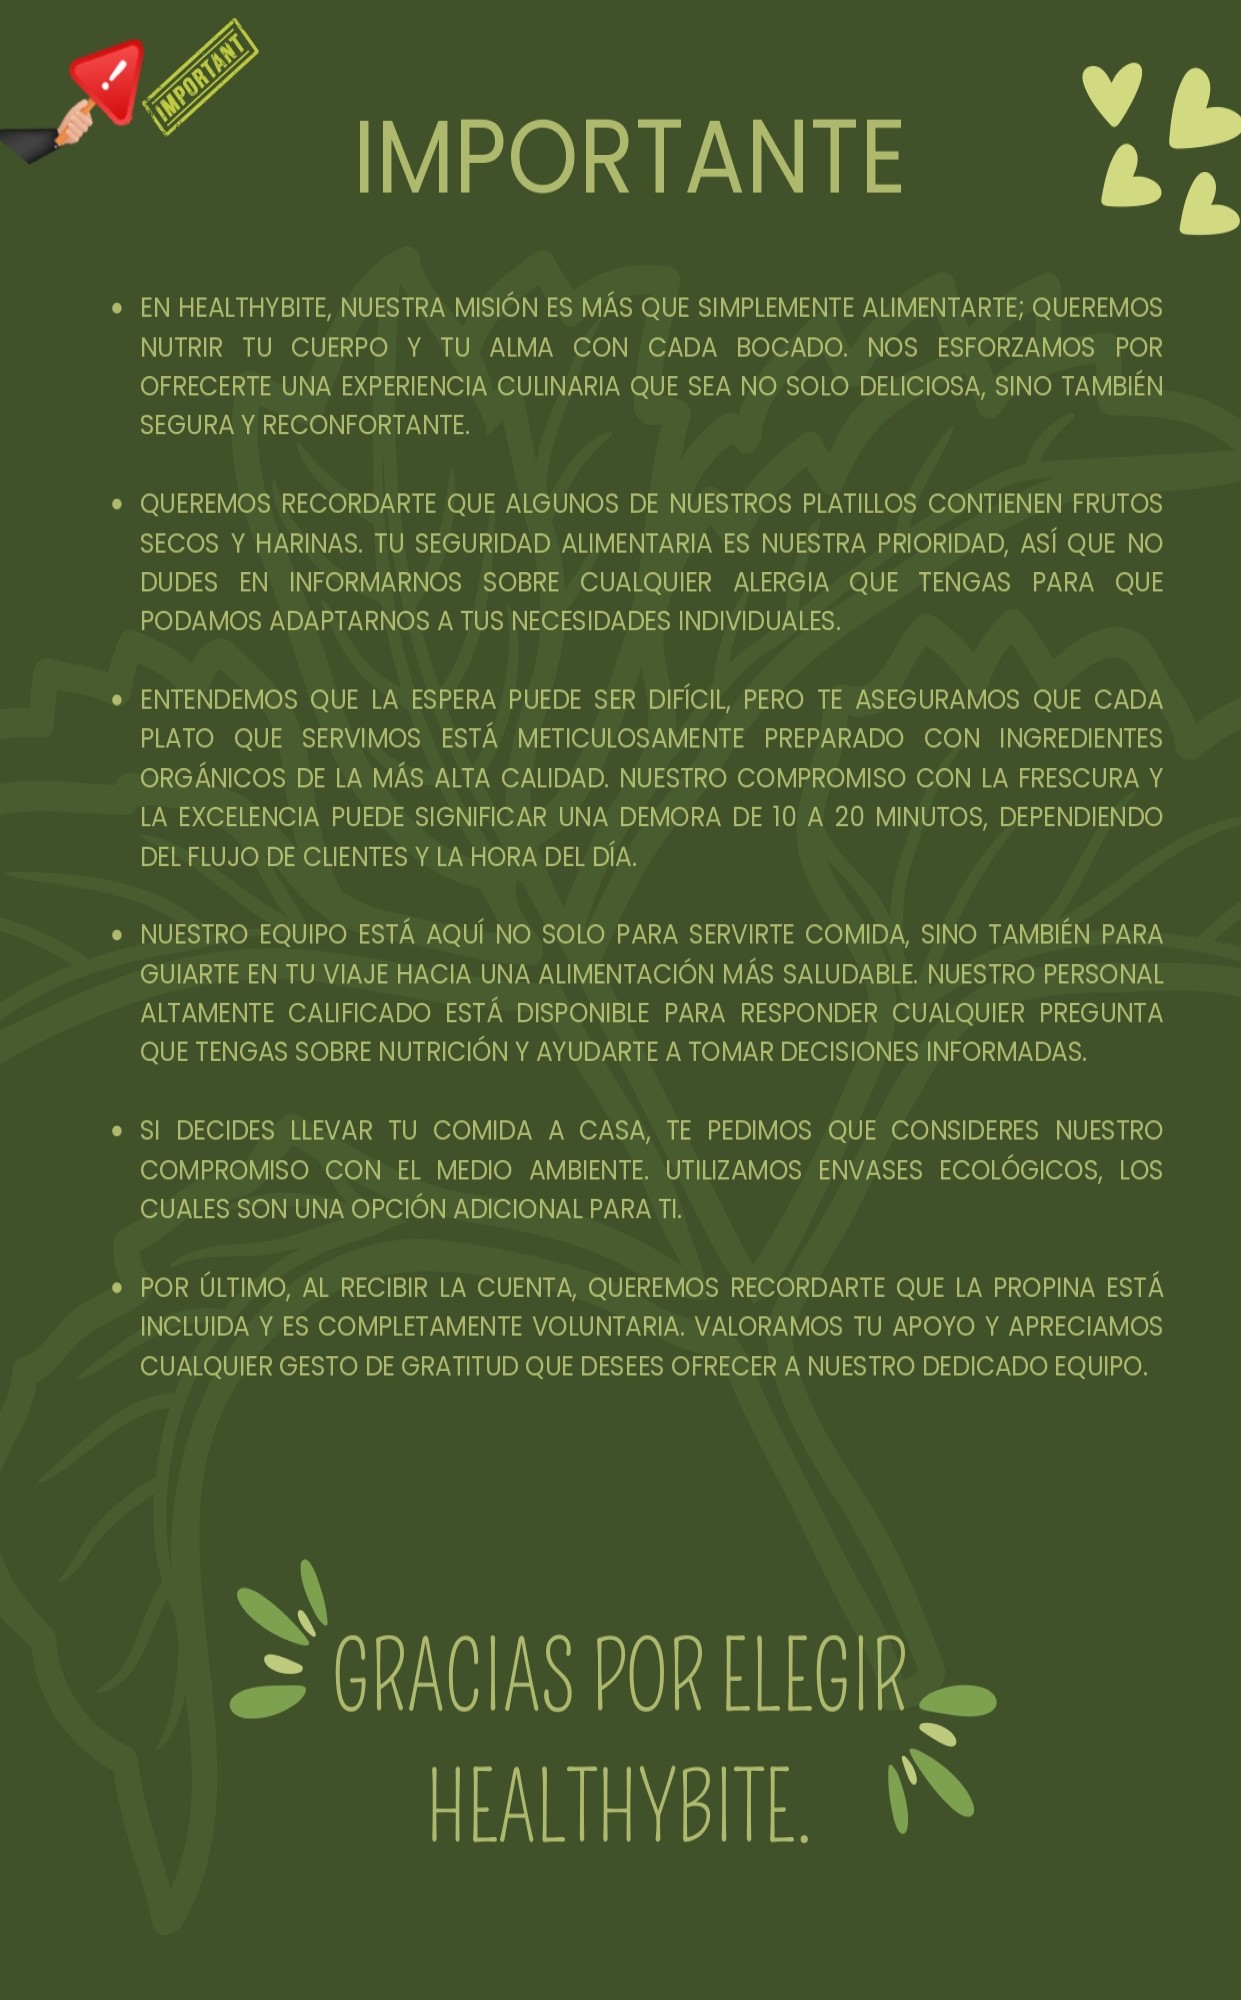 IMPORTANT
IMPORTANTE
• EN HEALTHYBITE, NUESTRA MISIÓN ES MÁS QUE SIMPLEMENTE ALIMENTARTE; QUEREMOS
NUTRIR TU CUERPO Y TU ALMA CON CADA BOCADO. NOS ESFORZAMOS POR
OFRECERTE UNA EXPERIENCIA CULINARIA QUE SEA NO SOLO DELICIOSA, SINO TAMBIÉN
SEGURA Y RECONFORTANTE.
• QUEREMOS RECORDARTE QUE ALGUNOS DE NUESTROS PLATILLOS CONTIENEN FRUTOS
SECOS Y HARINAS. TU SEGURIDAD ALIMENTARIA ES NUESTRA PRIORIDAD, ASÍ QUE NO
DUDES EN INFORMARNOS SOBRE CUALQUIER ALERGIA QUE TENGAS PARA QUE
PODAMOS ADAPTARNOS A TUS NECESIDADES INDIVIDUALES.
• ENTENDEMOS QUE LA ESPERA PUEDE SER DIFÍCIL, PERO TE ASEGURAMOS QUE CADA
PLATO QUE SERVIMOS ESTÁ METICULOSAMENTE PREPARADO CON INGREDIENTES
ORGÁNICOS DE LA MÁS ALTA CALIDAD. NUESTRO COMPROMISO CON LA FRESCURA Y
LA EXCELENCIA PUEDE SIGNIFICAR UNA DEMORA DE 10 A 20 MINUTOS, DEPENDIENDO
DEL FLUJO DE CLIENTES Y LA HORA DEL DÍA.
• NUESTRO EQUIPO ESTÁ AQUÍ NO SOLO PARA SERVIRTE COMIDA, SINO TAMBIÉN PARA
GUIARTE EN TU VIAJE HACIA UNA ALIMENTACIÓN MÁS SALUDABLE. NUESTRO PERSONAL
ALTAMENTE CALIFICADO ESTÁ DISPONIBLE PARA RESPONDER CUALQUIER PREGUNTA
QUE TENGAS SOBRE NUTRICIÓN Y AYUDARTE A TOMAR DECISIONES INFORMADAS.
• SI DECIDES LLEVAR TU COMIDA A CASA, TE PEDIMOS QUE CONSIDERES NUESTRO
COMPROMISO CON EL MEDIO AMBIENTE. UTILIZAMOS ENVASES ECOLÓGICOS, LOS
CUALES SON UNA OPCIÓN ADICIONAL PARA TI.
• POR ÚLTIMO, AL RECIBIR LA CUENTA, QUEREMOS RECORDARTE QUE LA PROPINA ESTÁ
INCLUIDA Y ES COMPLETAMENTE VOLUNTARIA. VALORAMOS TU APOYO Y APRECIAMOS
CUALQUIER GESTO DE GRATITUD QUE DESEES OFRECER A NUESTRO DEDICADO EQUIPO.
GRACIAS POR ELEGIR
HEALTHYBITE.